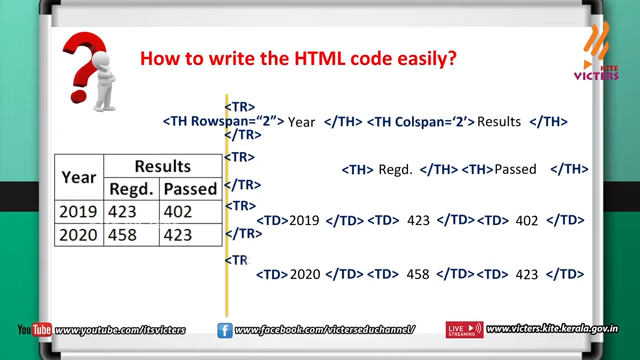 How to write the HTML code easily?
KITE
VICTERS
<TR>
<TH Rowspan="2"> Year </TH> <TH Colspan='2'> Results </TH>
</TR>
<TR>
<TH> Regd. </TH> <TH> Passed </TH>
</TR>
<TR>
<TD> 2019 </TD> <TD> 423 </TD> <TD> 402 </TD>
</TR>
<TR
<TD> 2020 </TD> <TD> 458 </TD> <TD> 423 </TD>
Year Results
Regd. Passed
2019 423 402
2020 458 423
YouTube www.youtube.com/itsvicters
f www.facebook.com/victerseduchannel/
LIVE STREAMING www.victers.kite.kerala.gov.in